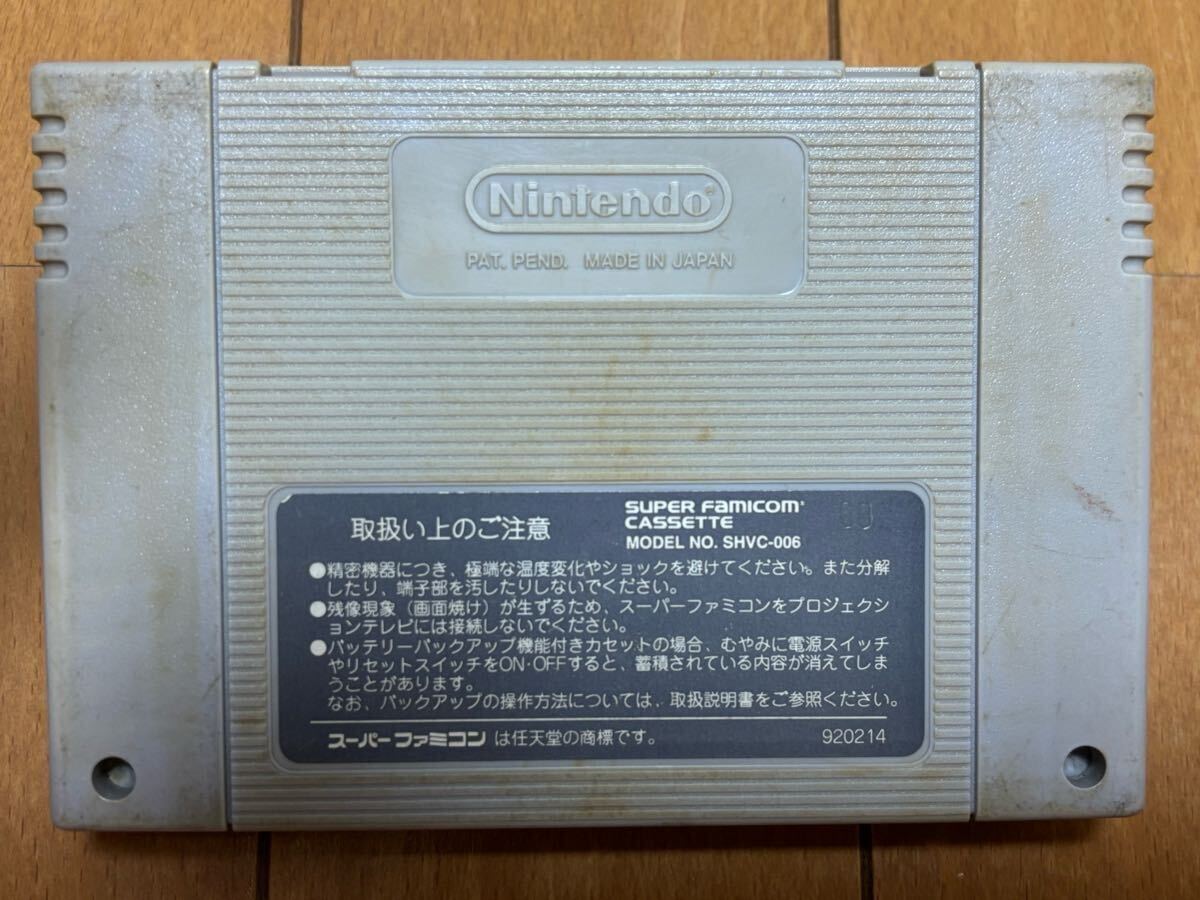 Nintendo®
PAT. PEND. MADE IN JAPAN
取扱い上のご注意
SUPER FAMICOM
CASSETTE
MODEL NO. SHVC-006
●精密機器につき、極端な温度変化やショックを避けてください。また分解
したり、端子部を汚したりしないでください。
●残像現象（画面焼け）が生ずるため、スーパーファミコンをプロジェクシ
ョンテレビには接続しないでください。
●バッテリーバックアップ機能付きカセットの場合、むやみに電源スイッチ
やリセットスイッチをON·OFFすると、蓄積されている内容が消えてしま
うことがあります。
なお、バックアップの操作方法については、取扱説明書をご参照ください。
スーパーファミコン は任天堂の商標です。
920214